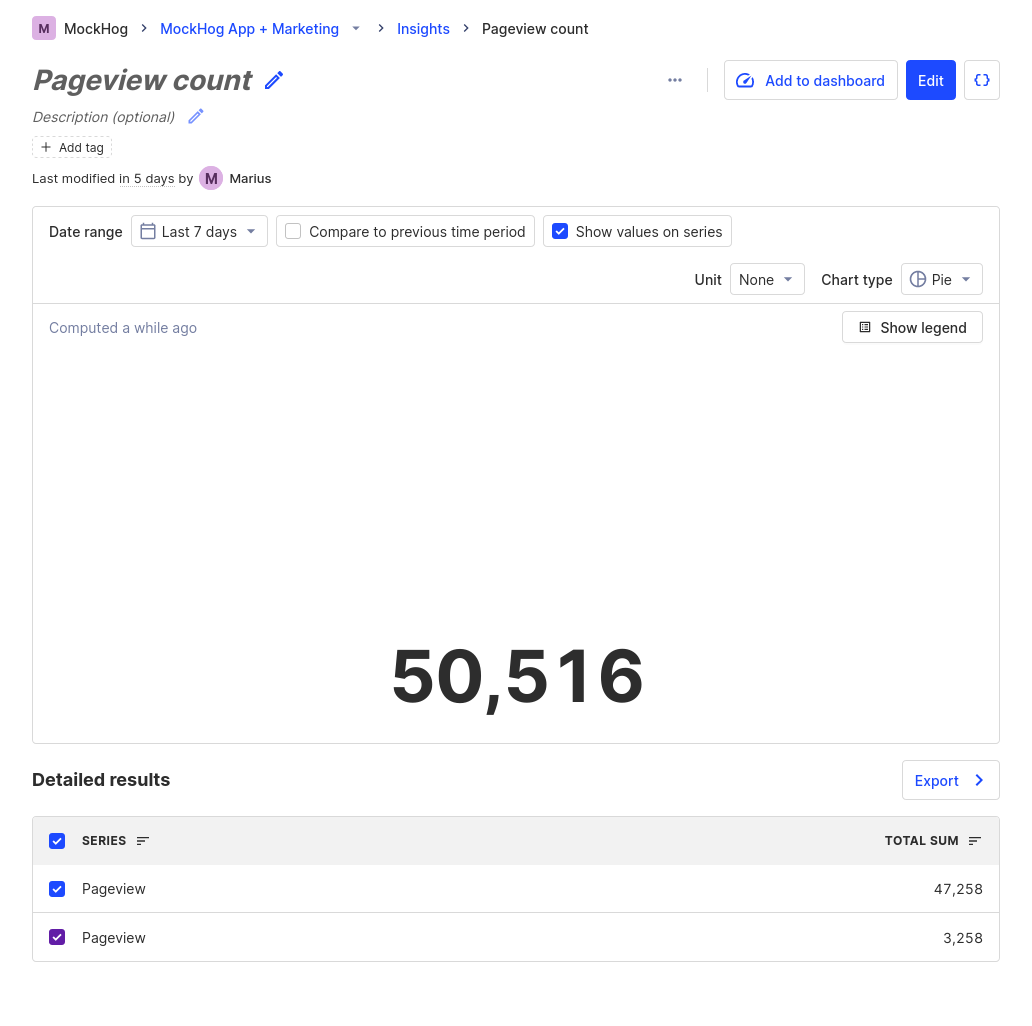 M MockHog > MockHog App + Marketing > Insights > Pageview count
Pageview count
Add to dashboard Edit {}
Description (optional)
+ Add tag
Last modified in 5 days by M Marius
Date range Last 7 days Compare to previous time period Show values on series
Unit None Chart type Pie
Computed a while ago Show legend
50,516
Detailed results Export
SERIES TOTAL SUM
Pageview 47,258
Pageview 3,258